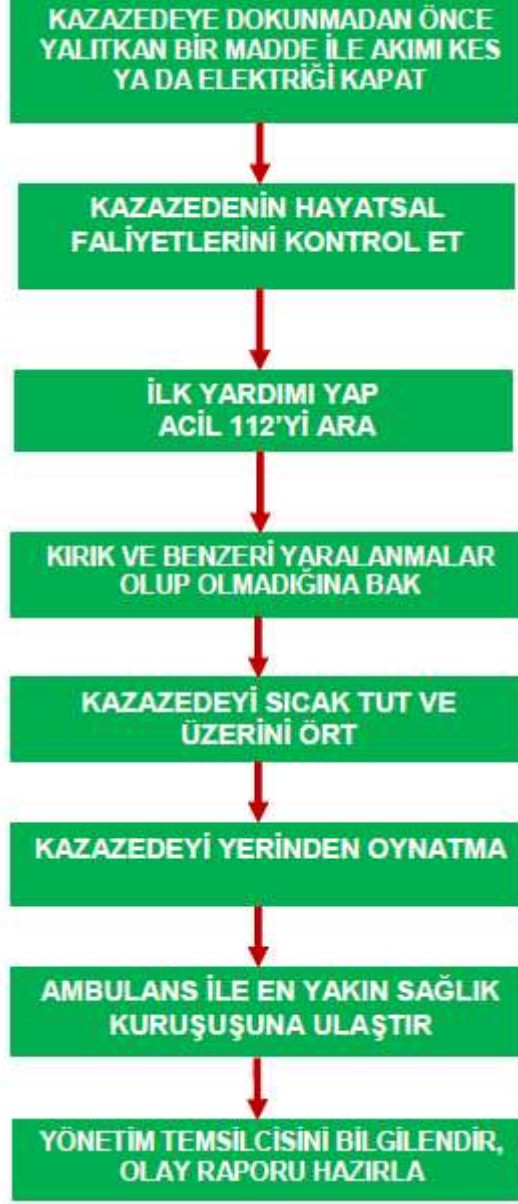 KAZAZEDEYE DOKUNMADAN ÖNCE
YALITKAN BİR MADDE İLE AKIMI KES
YA DA ELEKTRİĞİ KAPAT
KAZAZEDENİN HAYATSAL
FALİYETLERİNİ KONTROL ET
İLK YARDIMI YAP
ACİL 112'Yİ ARA
KIRIK VE BENZERİ YARALANMALAR
OLUP OLMADIĞINA BAK
KAZAZEDEYİ SICAK TUT VE
ÜZERİNİ ÖRT
KAZAZEDEYİ YERİNDEN OYNATMA
AMBULANS İLE EN YAKIN SAĞLIK
KURUŞUŞUNA ULAŞTIR
YÖNETİM TEMSİLCİSİNİ BİLGİLENDİR,
OLAY RAPORU HAZIRLA